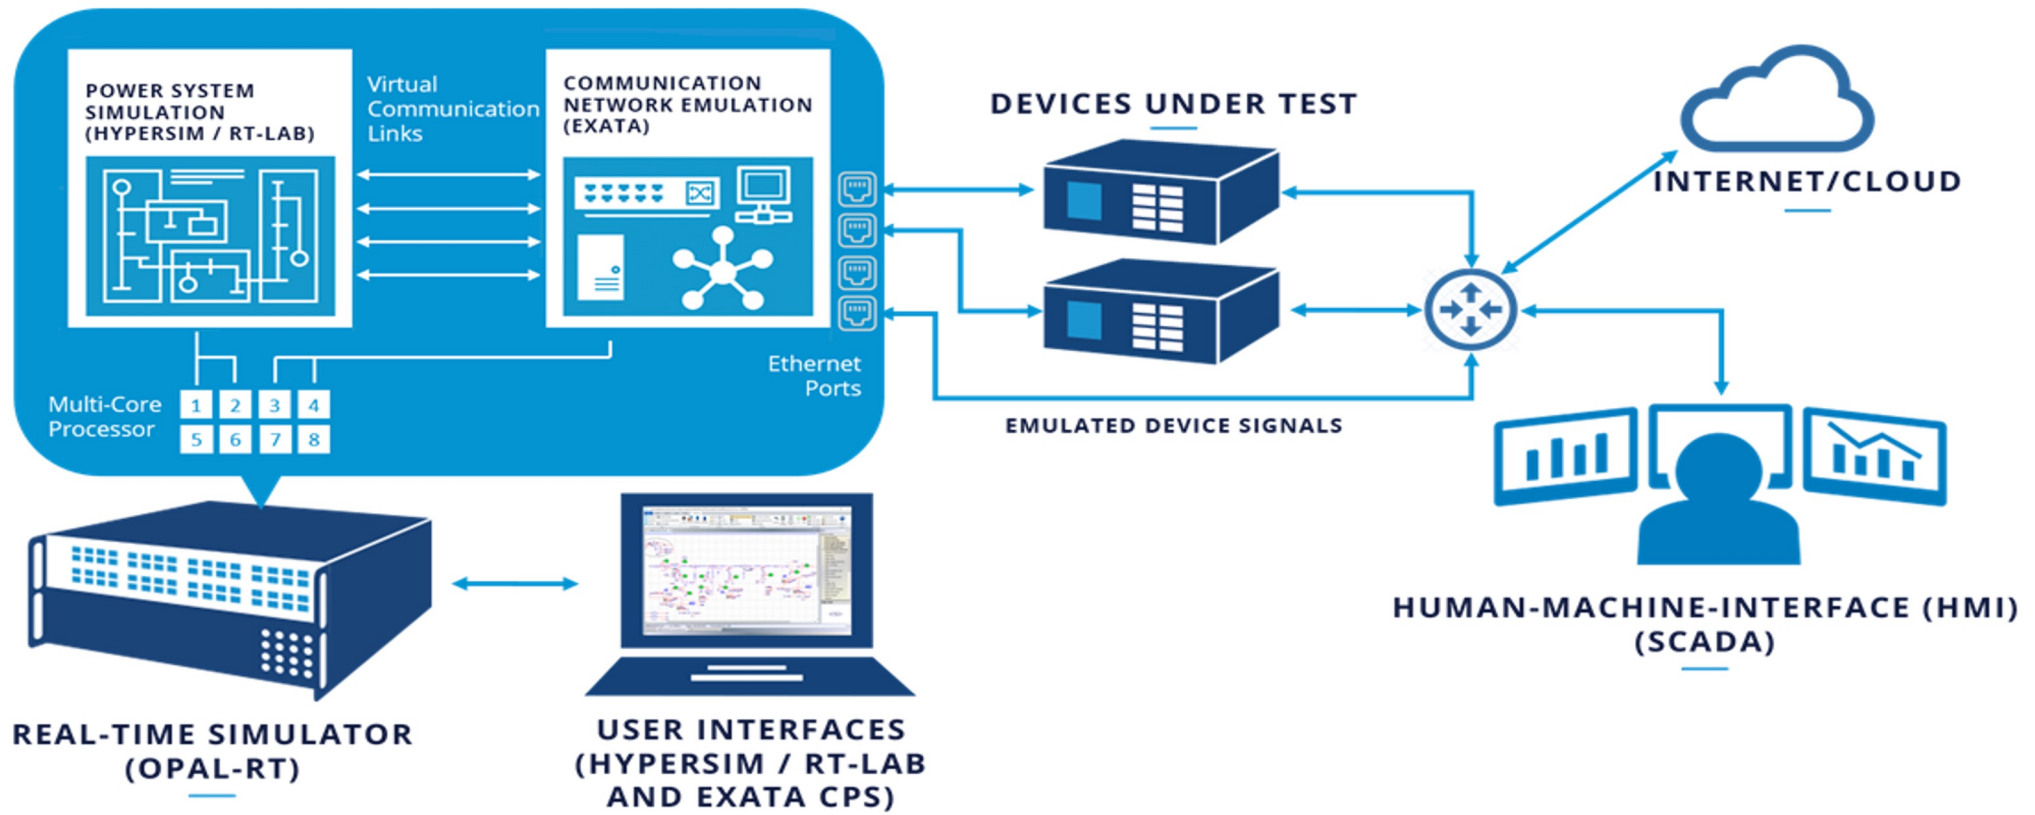 POWER SYSTEM
SIMULATION
(HYPERSIM / RT-LAB)
Virtual
Communication
Links
COMMUNICATION
NETWORK EMULATION
(EXATA)
Ethernet
Ports
Multi-Core
Processor
1 2 3 4
5 6 7 8
DEVICES UNDER TEST
EMULATED DEVICE SIGNALS
INTERNET/CLOUD
HUMAN-MACHINE-INTERFACE (HMI)
(SCADA)
REAL-TIME SIMULATOR
(OPAL-RT)
USER INTERFACES
(HYPERSIM / RT-LAB
AND EXATA CPS)